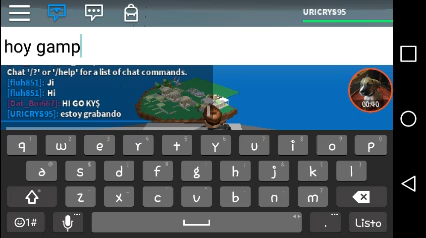 URICRY$95
hoy gamp
Chat '/?' or '/help' for a list of chat commands.
[fluh851]: Ji
[fluh851]: Hi
HI GO KY$
[URICRY$95]: estoy grabando
00:40
q w e r t y u i o p
a s d f g h j k l
z x c v b n m
☺1# , . Listo